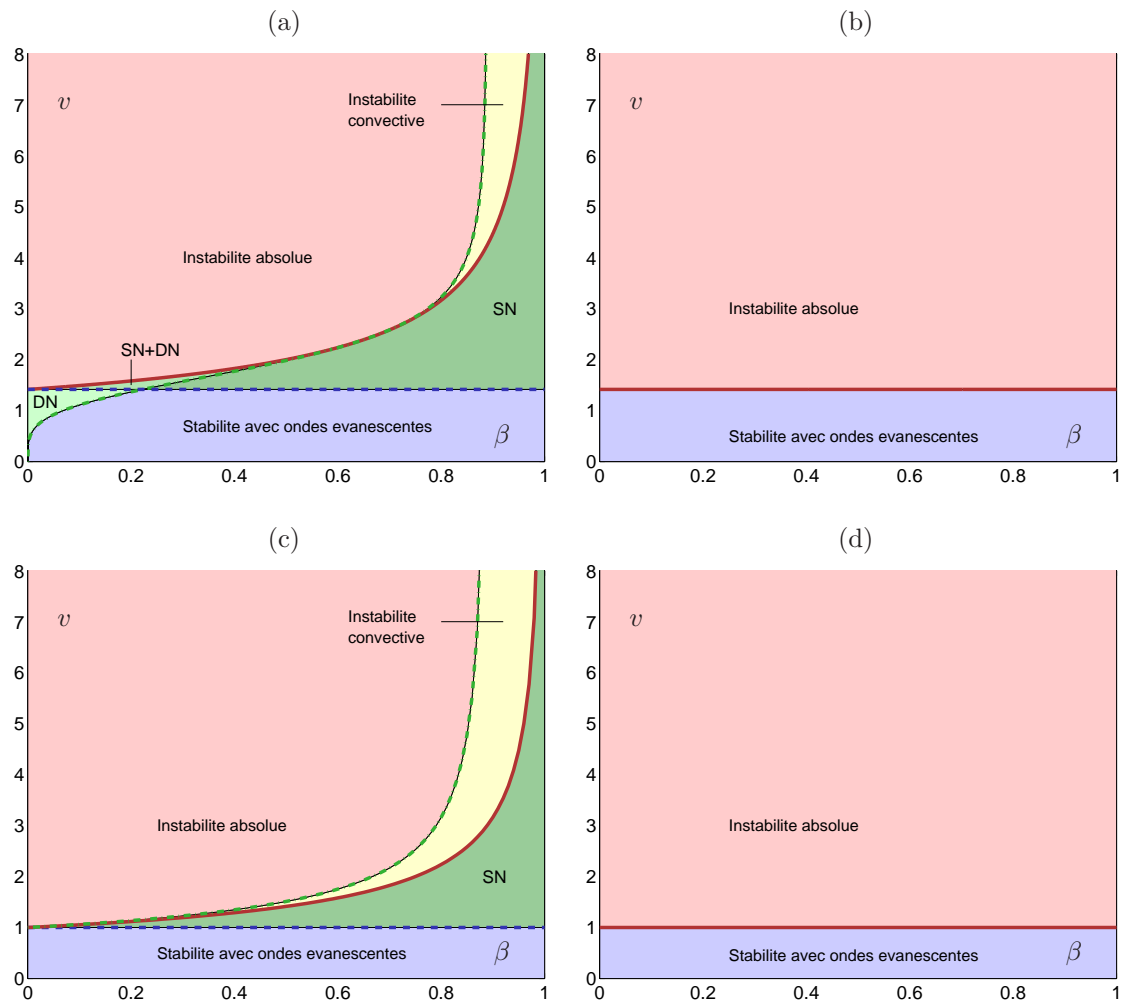 (a)
8
7
6
5
4
3
2
1
0
v
Instabilite
convective
Instabilite absolue
SN
SN+DN
DN
Stabilite avec ondes evanescentes
β
0 0.2 0.4 0.6 0.8 1
(b)
8
7
6
5
4
3
2
1
0
v
Instabilite absolue
Stabilite avec ondes evanescentes
β
0 0.2 0.4 0.6 0.8 1
(c)
8
7
6
5
4
3
2
1
0
v
Instabilite
convective
Instabilite absolue
SN
Stabilite avec ondes evanescentes
β
0 0.2 0.4 0.6 0.8 1
(d)
8
7
6
5
4
3
2
1
0
v
Instabilite absolue
Stabilite avec ondes evanescentes
β
0 0.2 0.4 0.6 0.8 1